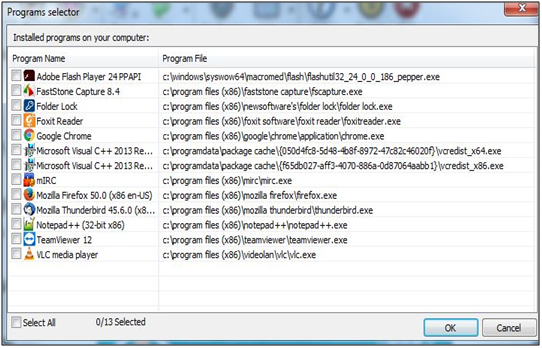 Programs selector
Installed programs on your computer:
Program Name Program File
Adobe Flash Player 24 PPAPI c:\windows\syswow64\macromed\flash\flashutil32_24_0_0_186_pepper.exe
FastStone Capture 8.4 c:\program files (x86)\faststone capture\fscapture.exe
Folder Lock c:\program files (x86)\newsoftware's\folder lock\folder lock.exe
Foxit Reader c:\program files (x86)\foxit software\foxit reader\foxitreader.exe
Google Chrome c:\program files (x86)\google\chrome\application\chrome.exe
Microsoft Visual C++ 2013 Re... c:\programdata\package cache\{050d4fc8-5d48-4b8f-8972-47c82c46020f}\vcredist_x64.exe
Microsoft Visual C++ 2013 Re... c:\programdata\package cache\{f65db027-aff3-4070-886a-0d87064aabb1}\vcredist_x86.exe
mIRC c:\program files (x86)\mirc\mirc.exe
Mozilla Firefox 50.0 (x86 en-US) c:\program files (x86)\mozilla firefox\firefox.exe
Mozilla Thunderbird 45.6.0 (x8... c:\program files (x86)\mozilla thunderbird\thunderbird.exe
Notepad++ (32-bit x86) c:\program files (x86)\notepad++\notepad++.exe
TeamViewer 12 c:\program files (x86)\teamviewer\teamviewer.exe
VLC media player c:\program files (x86)\videolan\vlc\vlc.exe
Select All 0/13 Selected
OK Cancel